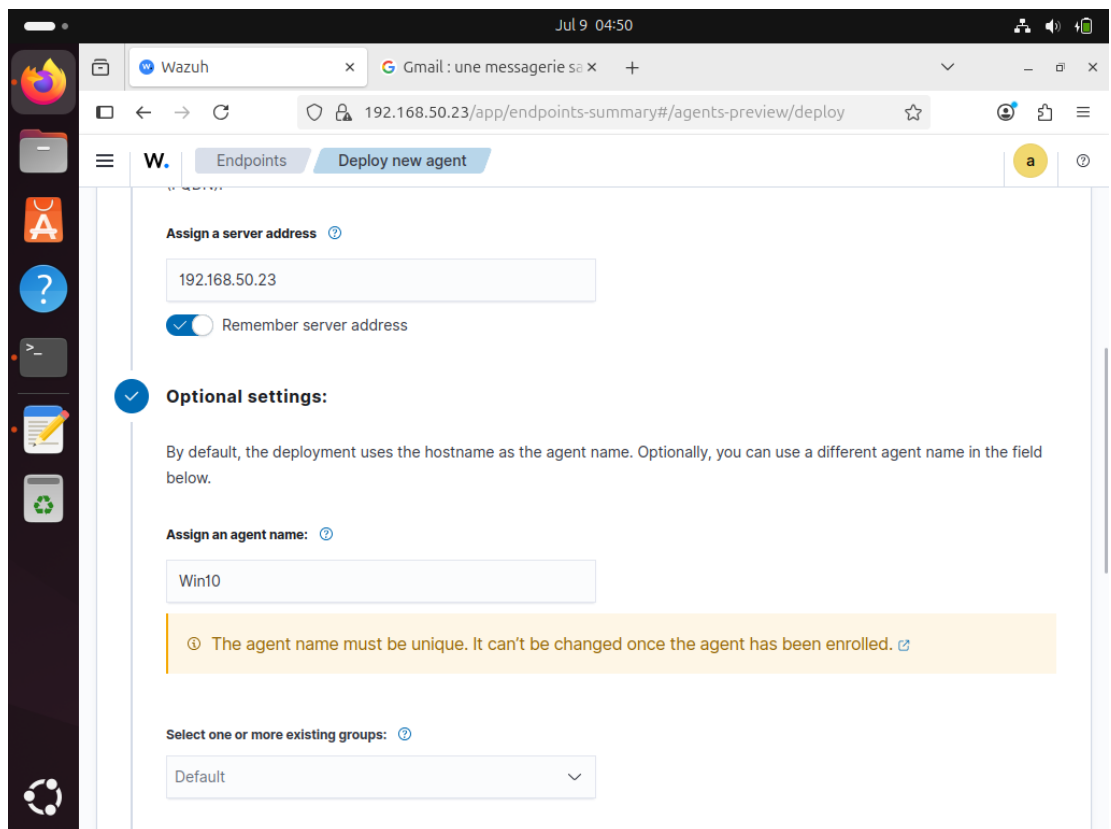 Jul 9 04:50
Wazuh
Gmail : une messagerie sa
192.168.50.23/app/endpoints-summary#/agents-preview/deploy
W. Endpoints Deploy new agent a
Assign a server address
192.168.50.23
Remember server address
Optional settings:
By default, the deployment uses the hostname as the agent name. Optionally, you can use a different agent name in the field
below.
Assign an agent name:
Win10
The agent name must be unique. It can't be changed once the agent has been enrolled.
Select one or more existing groups:
Default